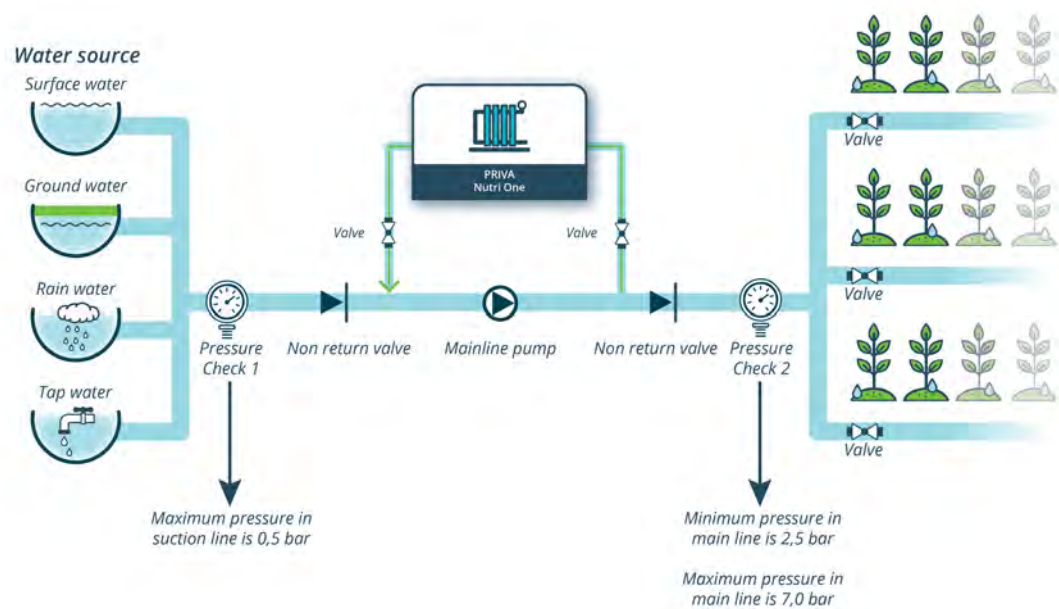 Water source
Surface water
Ground water
Rain water
Tap water
PRIVA
Nutri One
Valve
Valve
Pressure
Check 1
Non return valve
Mainline pump
Non return valve
Pressure
Check 2
Maximum pressure in
suction line is 0,5 bar
Minimum pressure in
main line is 2,5 bar
Maximum pressure in
main line is 7,0 bar
Valve
Valve
Valve